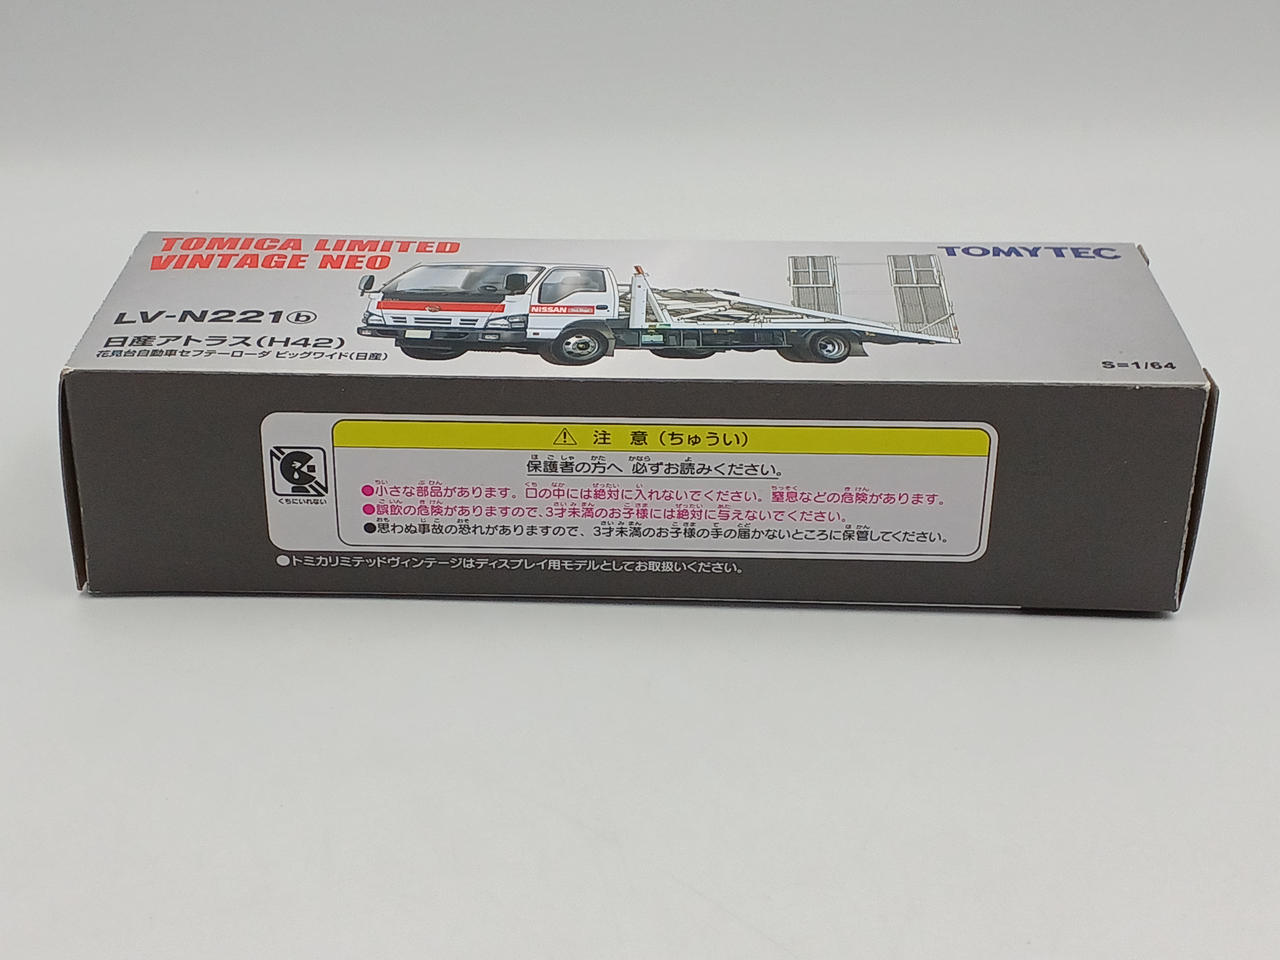 TOMICA LIMITED
VINTAGE NEO
TOMYTEC
LV-N221ⓑ
日産アトラス(H42)
花見台自動車セフテーローダ ビッグワイド(日産)
NISSAN
S=1/64
注 意(ちゅうい)
保護者の方へ 必ずお読みください。
●小さな部品があります。口の中には絶対に入れないでください。窒息などの危険があります。
●誤飲の危険がありますので、3才未満のお子様には絶対に与えないでください。
●思わぬ事故の恐れがありますので、3才未満のお子様の手の届かないところに保管してください。
くちにいれない
●トミカリミテッドヴィンテージはディスプレイ用モデルとしてお取扱いください。